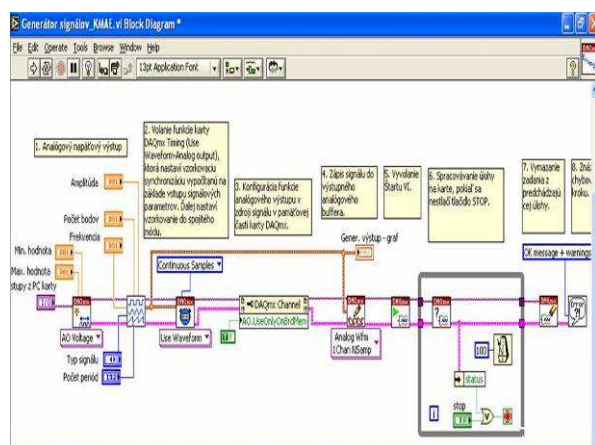 Generátor signálov_KMAE.vi Block Diagram *
File Edit Operate Tools Browse Window Help
13pt Application Font
1. Analógový napäťový výstup
2. Volanie funkcie karty
DAQmx Timing (Use
Waveform-Analog output),
ktorá nastaví vzorkovaciu
synchronizáciu vypočítanú na
základe vstupu signálových
parametrov. Ďalej nastaví
vzorkovanie do spojitého
módu.
3. Konfigurácia funkcie
analógového výstupu v
zdroji signálu v pamäťovej
časti karty DAQmx.
4. Zápis signálu do
výstupného
analógového
buffera.
5. Vyvolanie
Štartu VI.
6. Spracovávanie úlohy
na karte, pokiaľ sa
nestlačí tlačidlo STOP.
7. Vymazanie
zadania z
predchádzajú
cej úlohy.
8. Zná
chybov
kroku.
Amplitúda
Počet bodov
Frekvencia
Min. hodnota
Max. hodnota
stupy z PC karty
Gener. výstup - graf
OK message + warnings
Continuous Samples
DAQmx Channel
AO.UseOnlyOnBrdMem
AO Voltage
Use Waveform
Analog Wfm
1Chan NSamp
Typ signálu
Počet periód
100
status
stop
i